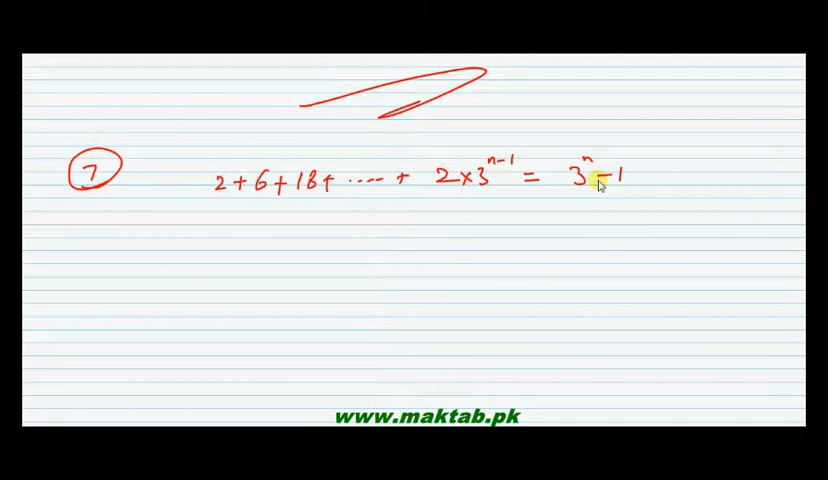 7 2 + 6 + 18 + ..... + 2 × 3^{n-1} = 3^n - 1
www.maktab.pk